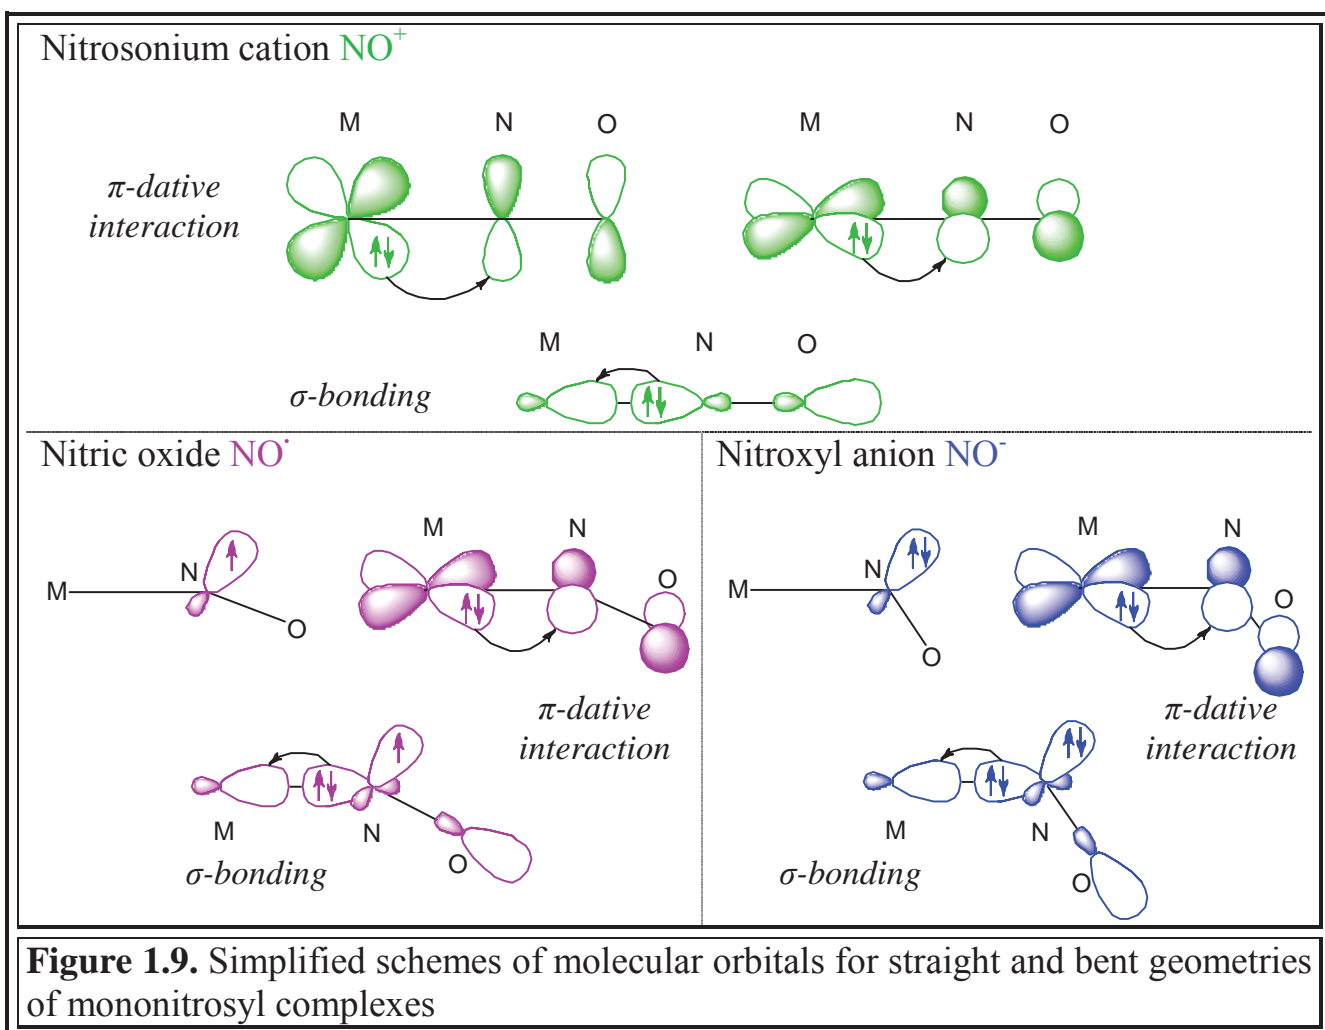 Nitrosonium cation NO⁺
M N O M N O
π-dative
interaction
M N O
σ-bonding
Nitric oxide NO˙
M N O
M N O
π-dative
interaction
M N O
σ-bonding
Nitroxyl anion NO⁻
M N O
M N O
π-dative
interaction
M N O
σ-bonding
Figure 1.9. Simplified schemes of molecular orbitals for straight and bent geometries
of mononitrosyl complexes